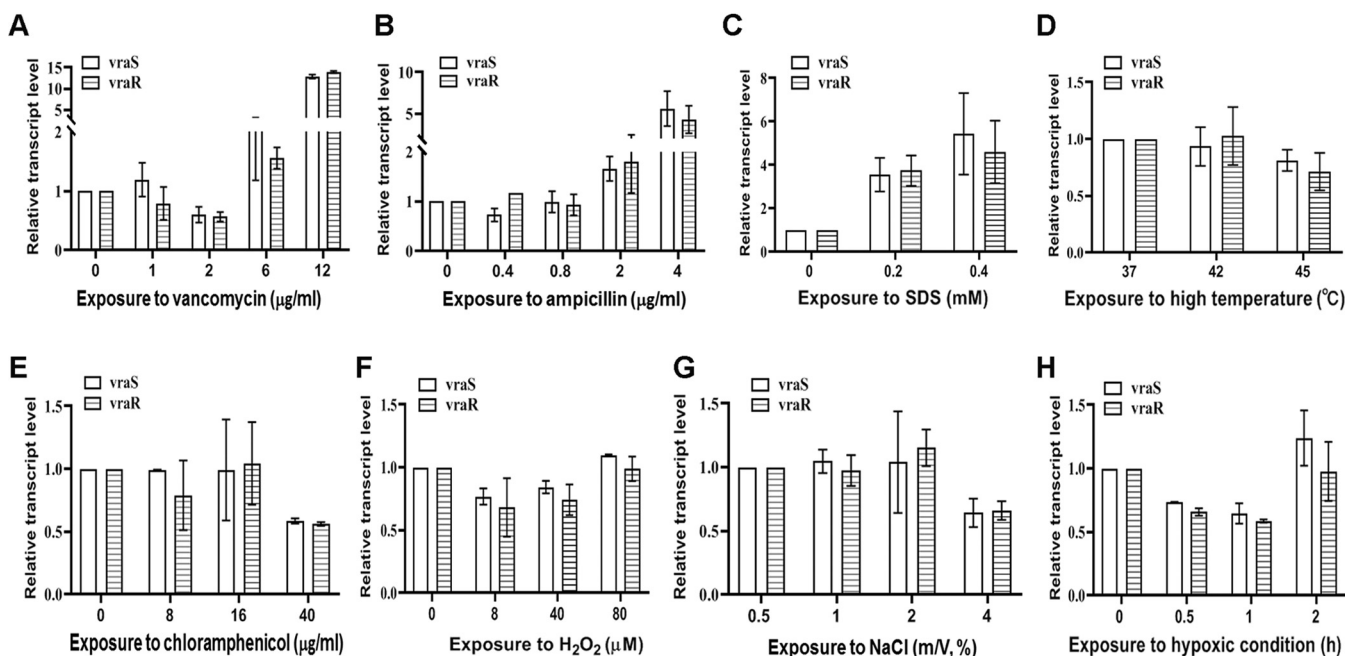 A
Relative transcript level
vraS
vraR
15
10
5
2
1
0
0 1 2 6 12
Exposure to vancomycin (μg/ml)
B
Relative transcript level
vraS
vraR
10
5
2
1
0
0 0.4 0.8 2 4
Exposure to ampicillin (μg/ml)
C
Relative transcript level
vraS
vraR
8
6
4
2
0
0 0.2 0.4
Exposure to SDS (mM)
D
Relative transcript level
vraS
vraR
1.5
1.0
0.5
0.0
37 42 45
Exposure to high temperature (°C)
E
Relative transcript level
vraS
vraR
1.5
1.0
0.5
0.0
0 8 16 40
Exposure to chloramphenicol (μg/ml)
F
Relative transcript level
vraS
vraR
1.5
1.0
0.5
0.0
0 8 40 80
Exposure to H₂O₂ (μM)
G
Relative transcript level
vraS
vraR
1.5
1.0
0.5
0.0
0.5 1 2 4
Exposure to NaCl (m/V, %)
H
Relative transcript level
vraS
vraR
1.5
1.0
0.5
0.0
0 0.5 1 2
Exposure to hypoxic condition (h)